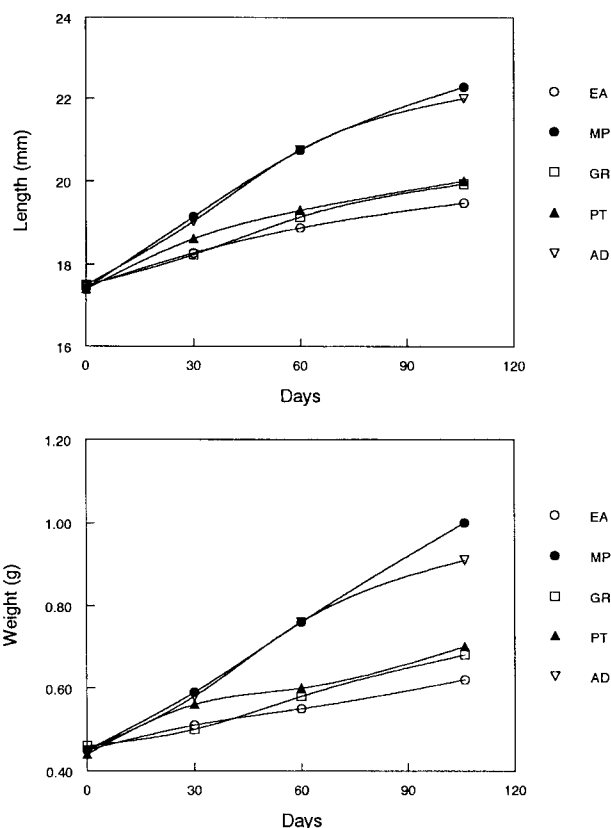 24
22
20
18
16
Length (mm)
0 30 60 90 120
Days
EA
MP
GR
PT
AD
1.20
1.00
0.80
0.60
0.40
Weight (g)
0 30 60 90 120
Days
EA
MP
GR
PT
AD